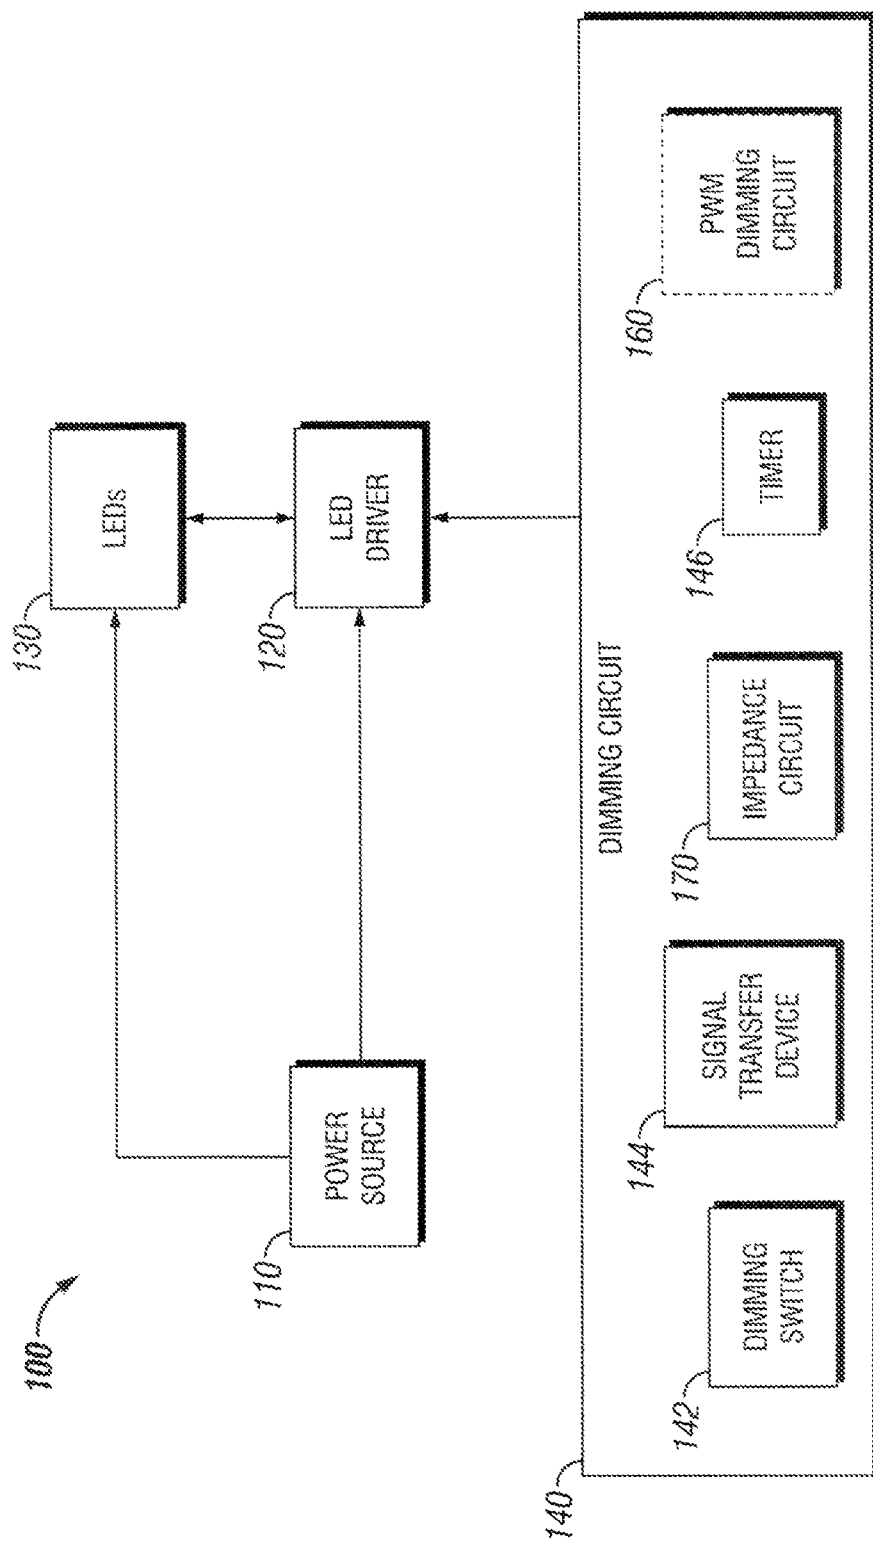 100
130
LEDs
110
POWER
SOURCE
120
LED
DRIVER
140
DIMMING CIRCUIT
142
DIMMING
SWITCH
144
SIGNAL
TRANSFER
DEVICE
170
IMPEDANCE
CIRCUIT
146
TIMER
160
PWM
DIMMING
CIRCUIT